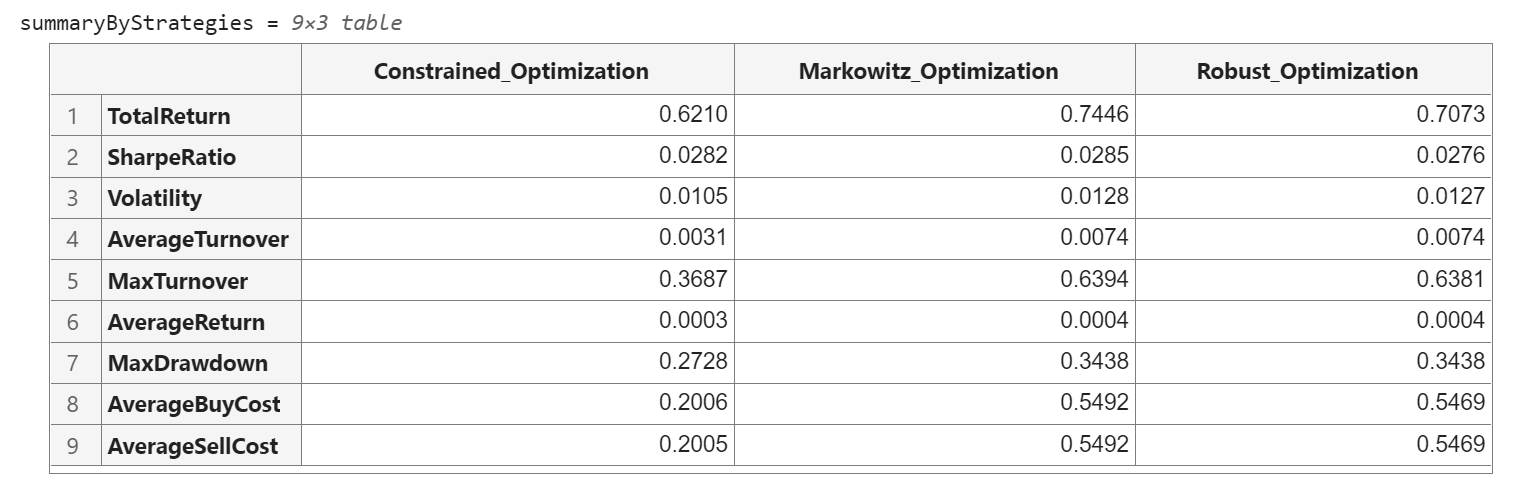 summaryByStrategies = 9×3 table
Constrained_Optimization Markowitz_Optimization Robust_Optimization
1 TotalReturn 0.6210 0.7446 0.7073
2 SharpeRatio 0.0282 0.0285 0.0276
3 Volatility 0.0105 0.0128 0.0127
4 AverageTurnover 0.0031 0.0074 0.0074
5 MaxTurnover 0.3687 0.6394 0.6381
6 AverageReturn 0.0003 0.0004 0.0004
7 MaxDrawdown 0.2728 0.3438 0.3438
8 AverageBuyCost 0.2006 0.5492 0.5469
9 AverageSellCost 0.2005 0.5492 0.5469